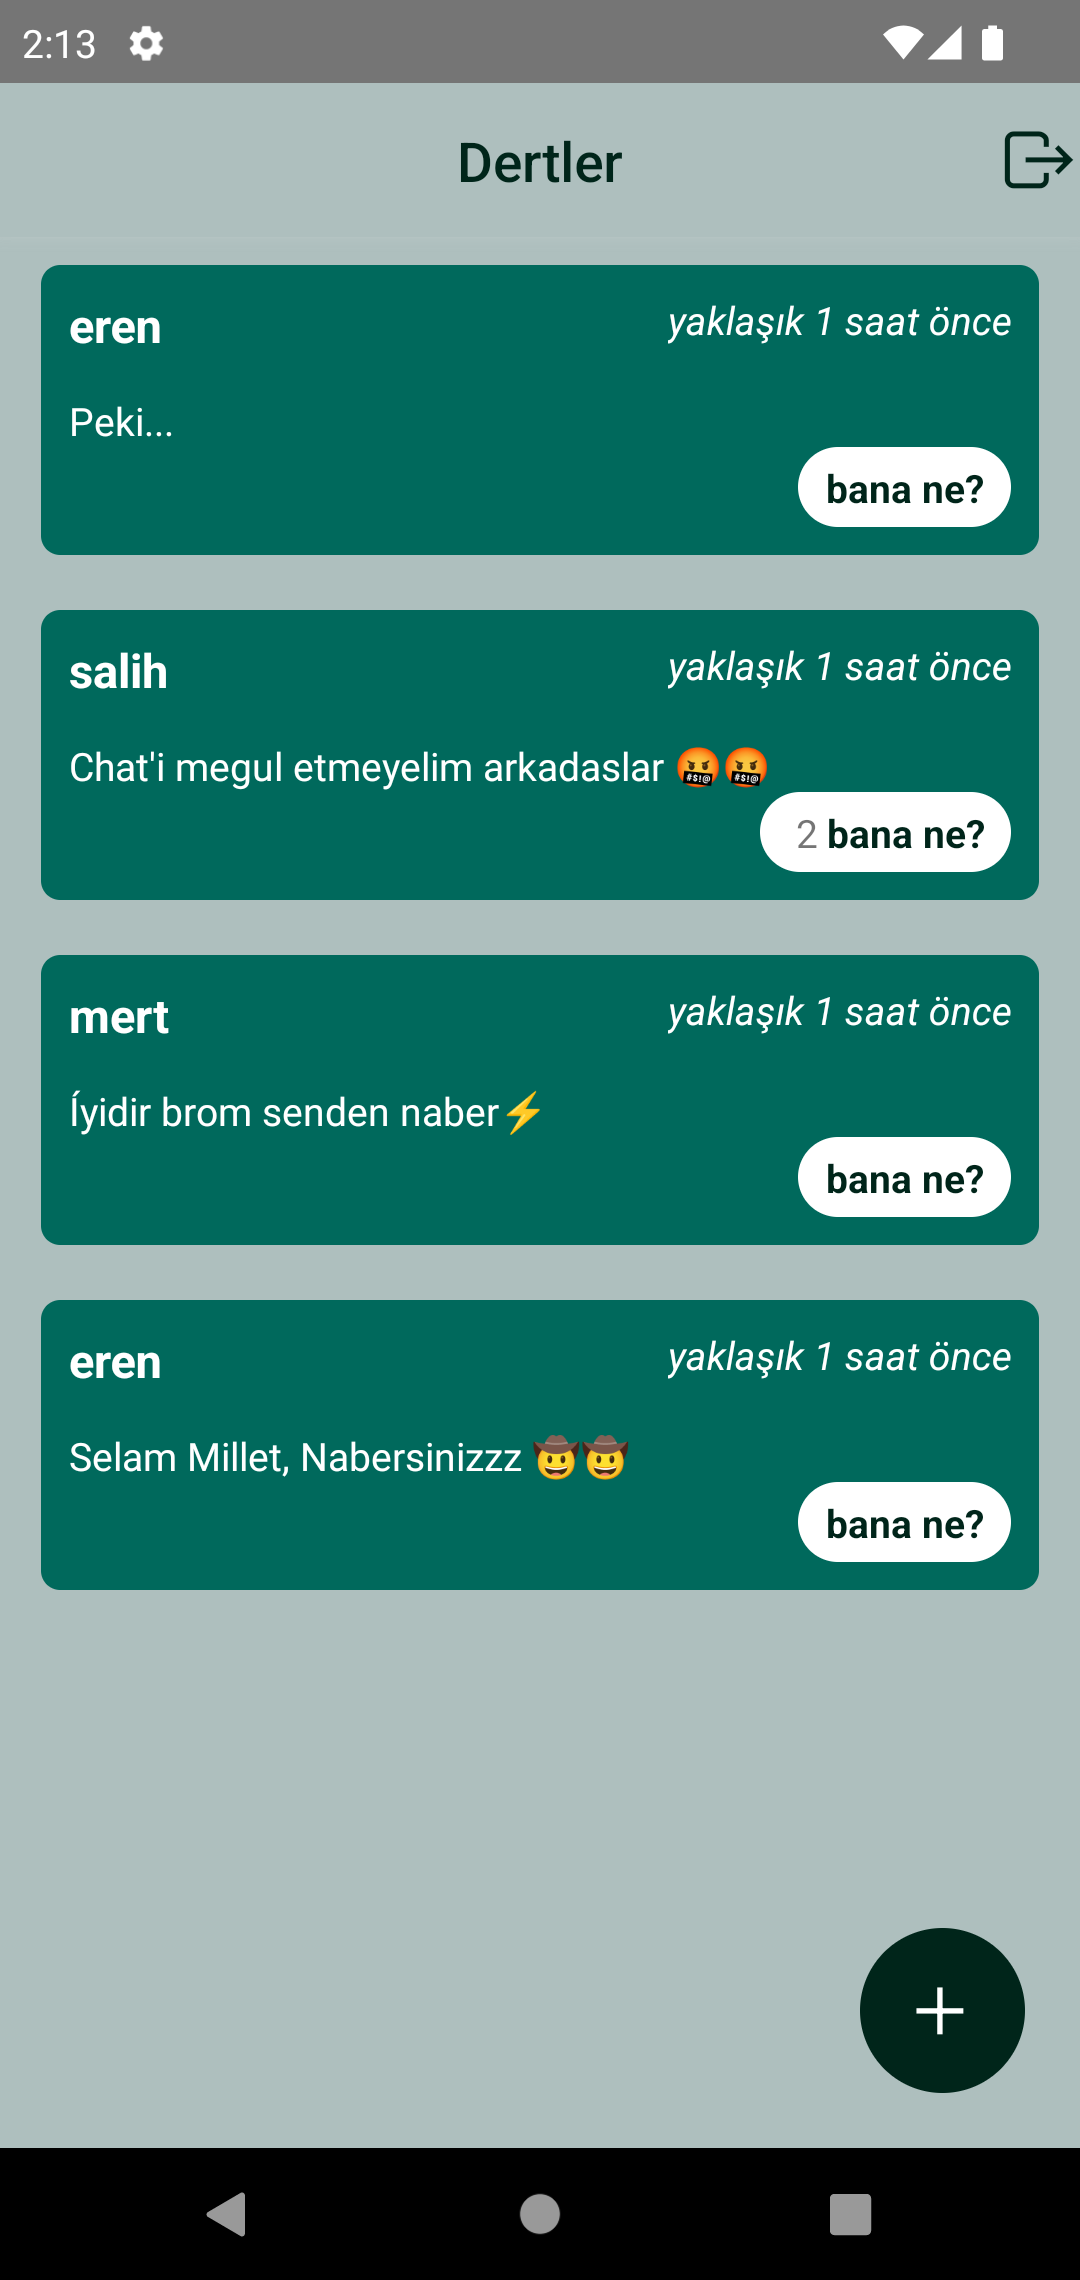 2:13
Dertler
eren
yaklaşık 1 saat önce
Peki...
bana ne?
salih
yaklaşık 1 saat önce
Chat'i megul etmeyelim arkadaslar 🤬🤬
2 bana ne?
mert
yaklaşık 1 saat önce
Íyidir brom senden naber⚡
bana ne?
eren
yaklaşık 1 saat önce
Selam Millet, Nabersinizzz 🤠🤠
bana ne?